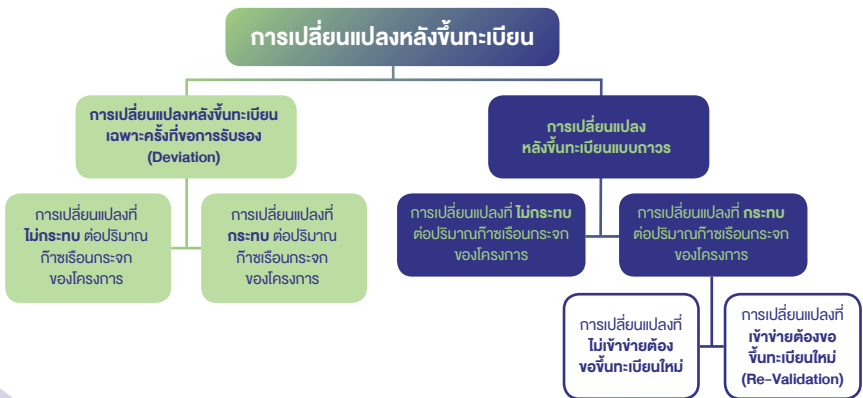 การเปลี่ยนแปลงหลังขึ้นทะเบียน
การเปลี่ยนแปลงหลังขึ้นทะเบียน
เฉพาะครั้งที่ขอการรับรอง
(Deviation)
การเปลี่ยนแปลง
หลังขึ้นทะเบียนแบบถาวร
การเปลี่ยนแปลงที่
ไม่กระทบ ต่อปริมาณ
ก๊าซเรือนกระจก
ของโครงการ
การเปลี่ยนแปลงที่
กระทบ ต่อปริมาณ
ก๊าซเรือนกระจก
ของโครงการ
การเปลี่ยนแปลงที่ ไม่กระทบ
ต่อปริมาณก๊าซเรือนกระจก
ของโครงการ
การเปลี่ยนแปลงที่ กระทบ
ต่อปริมาณก๊าซเรือนกระจก
ของโครงการ
การเปลี่ยนแปลงที่
ไม่เข้าข่ายต้อง
ขอขึ้นทะเบียนใหม่
การเปลี่ยนแปลงที่
เข้าข่ายต้องขอ
ขึ้นทะเบียนใหม่
(Re-Validation)